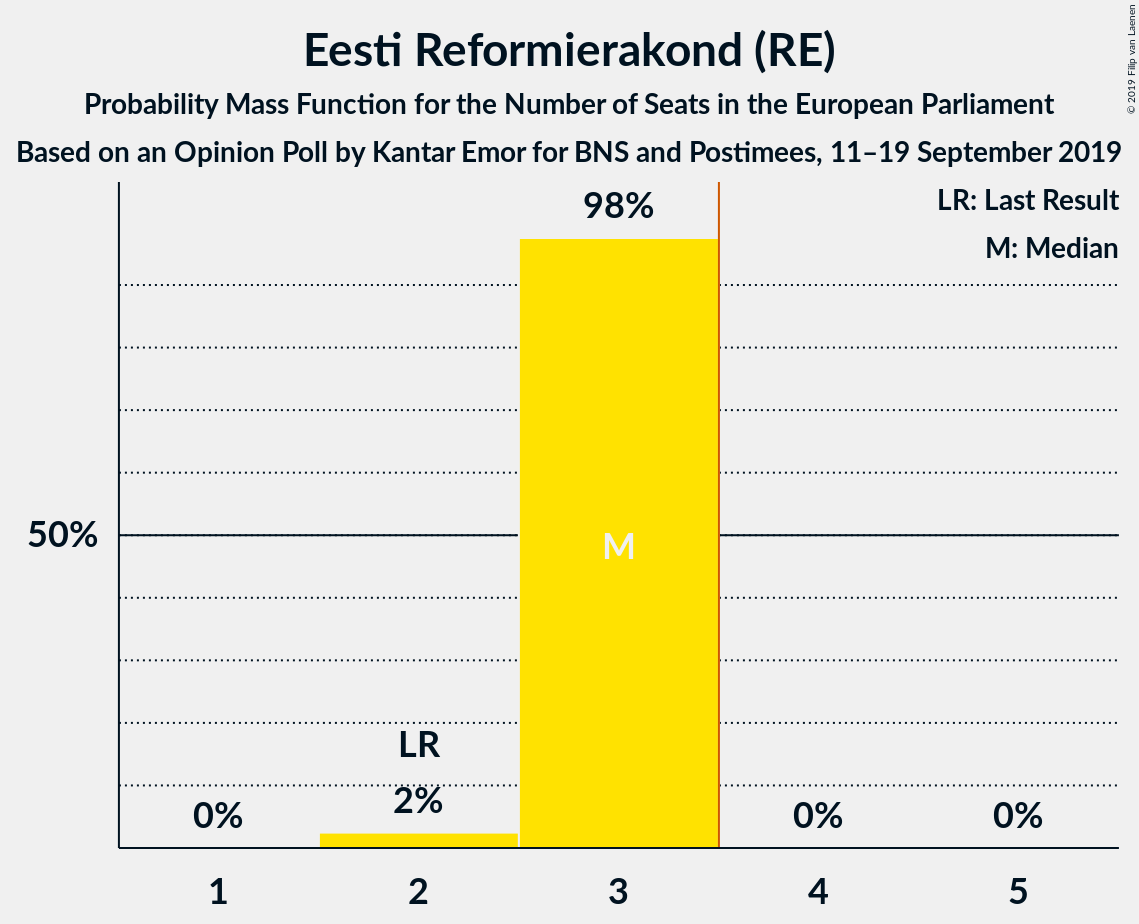 Eesti Reformierakond (RE)
Probability Mass Function for the Number of Seats in the European Parliament
Based on an Opinion Poll by Kantar Emor for BNS and Postimees, 11–19 September 2019
© 2019 Filip van Laenen
LR: Last Result
M: Median
98%
50%
M
LR
0%
2%
0%
0%
1
2
3
4
5